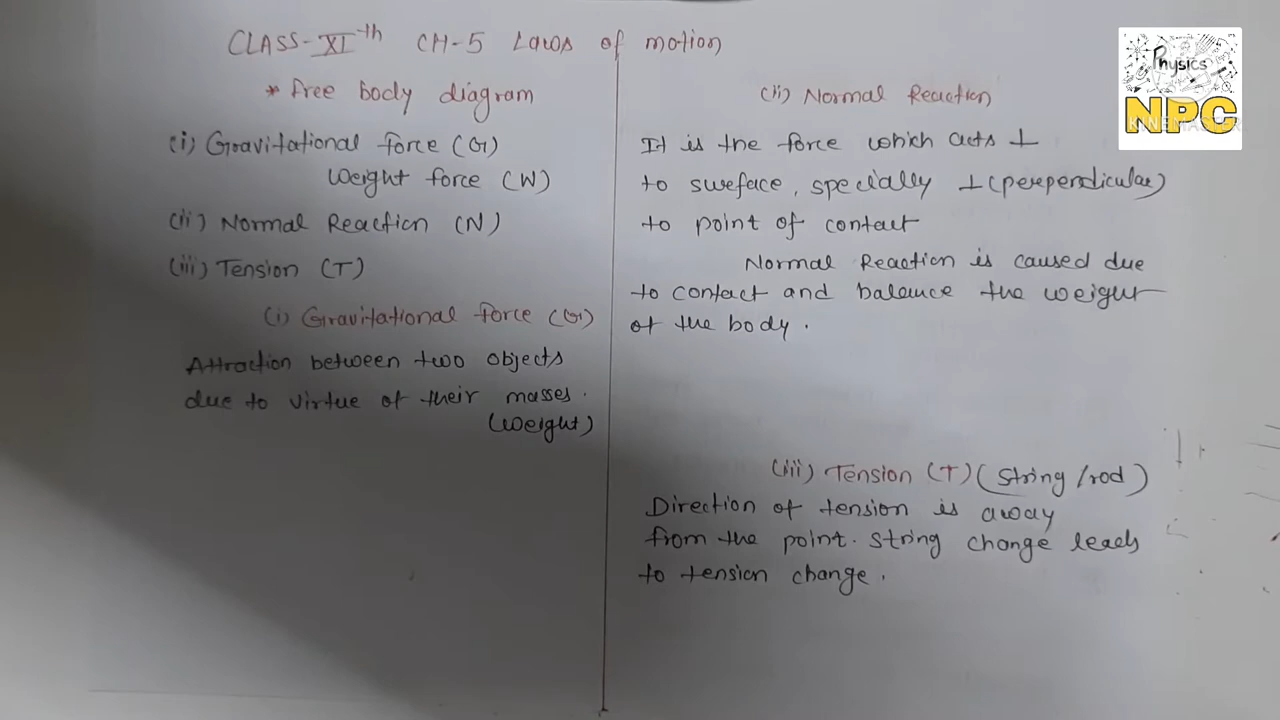 CLASS-XIth CH-5 Laws of motion
* free body diagram
(i) Gravitational force (G)
Weight force (W)
(ii) Normal Reaction (N)
(iii) Tension (T)
(i) Gravitational force (G)
Attraction between two objects
due to virtue of their masses.
(weight)
(ii) Normal Reaction
It is the force which acts ⊥
to surface, specially ⊥ (perpendicular)
to point of contact
Normal Reaction is caused due
to contact and balance the weight
of the body.
(iii) Tension (T) (string/rod)
Direction of tension is away
from the point. string change leads
to tension change.
Physics
NPC
KINEMASTER